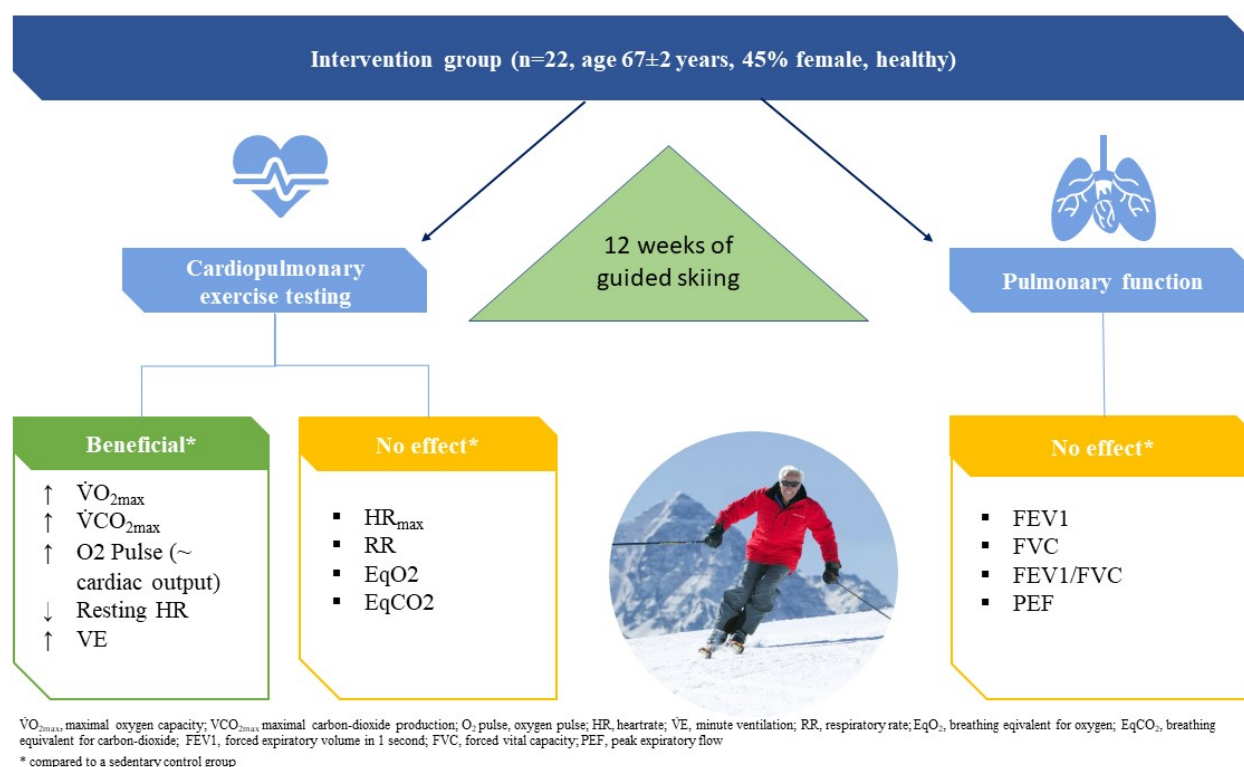 Intervention group (n=22, age 67±2 years, 45% female, healthy)
12 weeks of
guided skiing
Cardiopulmonary
exercise testing
Pulmonary function
Beneficial*
↑ V̇O2max
↑ V̇CO2max
↑ O2 Pulse (~
cardiac output)
↓ Resting HR
↑ VE
No effect*
▪ HRmax
▪ RR
▪ EqO2
▪ EqCO2
No effect*
▪ FEV1
▪ FVC
▪ FEV1/FVC
▪ PEF
V̇O2max, maximal oxygen capacity; VCO2max maximal carbon-dioxide production; O2 pulse, oxygen pulse; HR, heartrate; V̇E, minute ventilation; RR, respiratory rate; EqO2, breathing eqivalent for oxygen; EqCO2, breathing
equivalent for carbon-dioxide; FEV1, forced expiratory volume in 1 second; FVC, forced vital capacity; PEF, peak expiratory flow
* compared to a sedentary control group